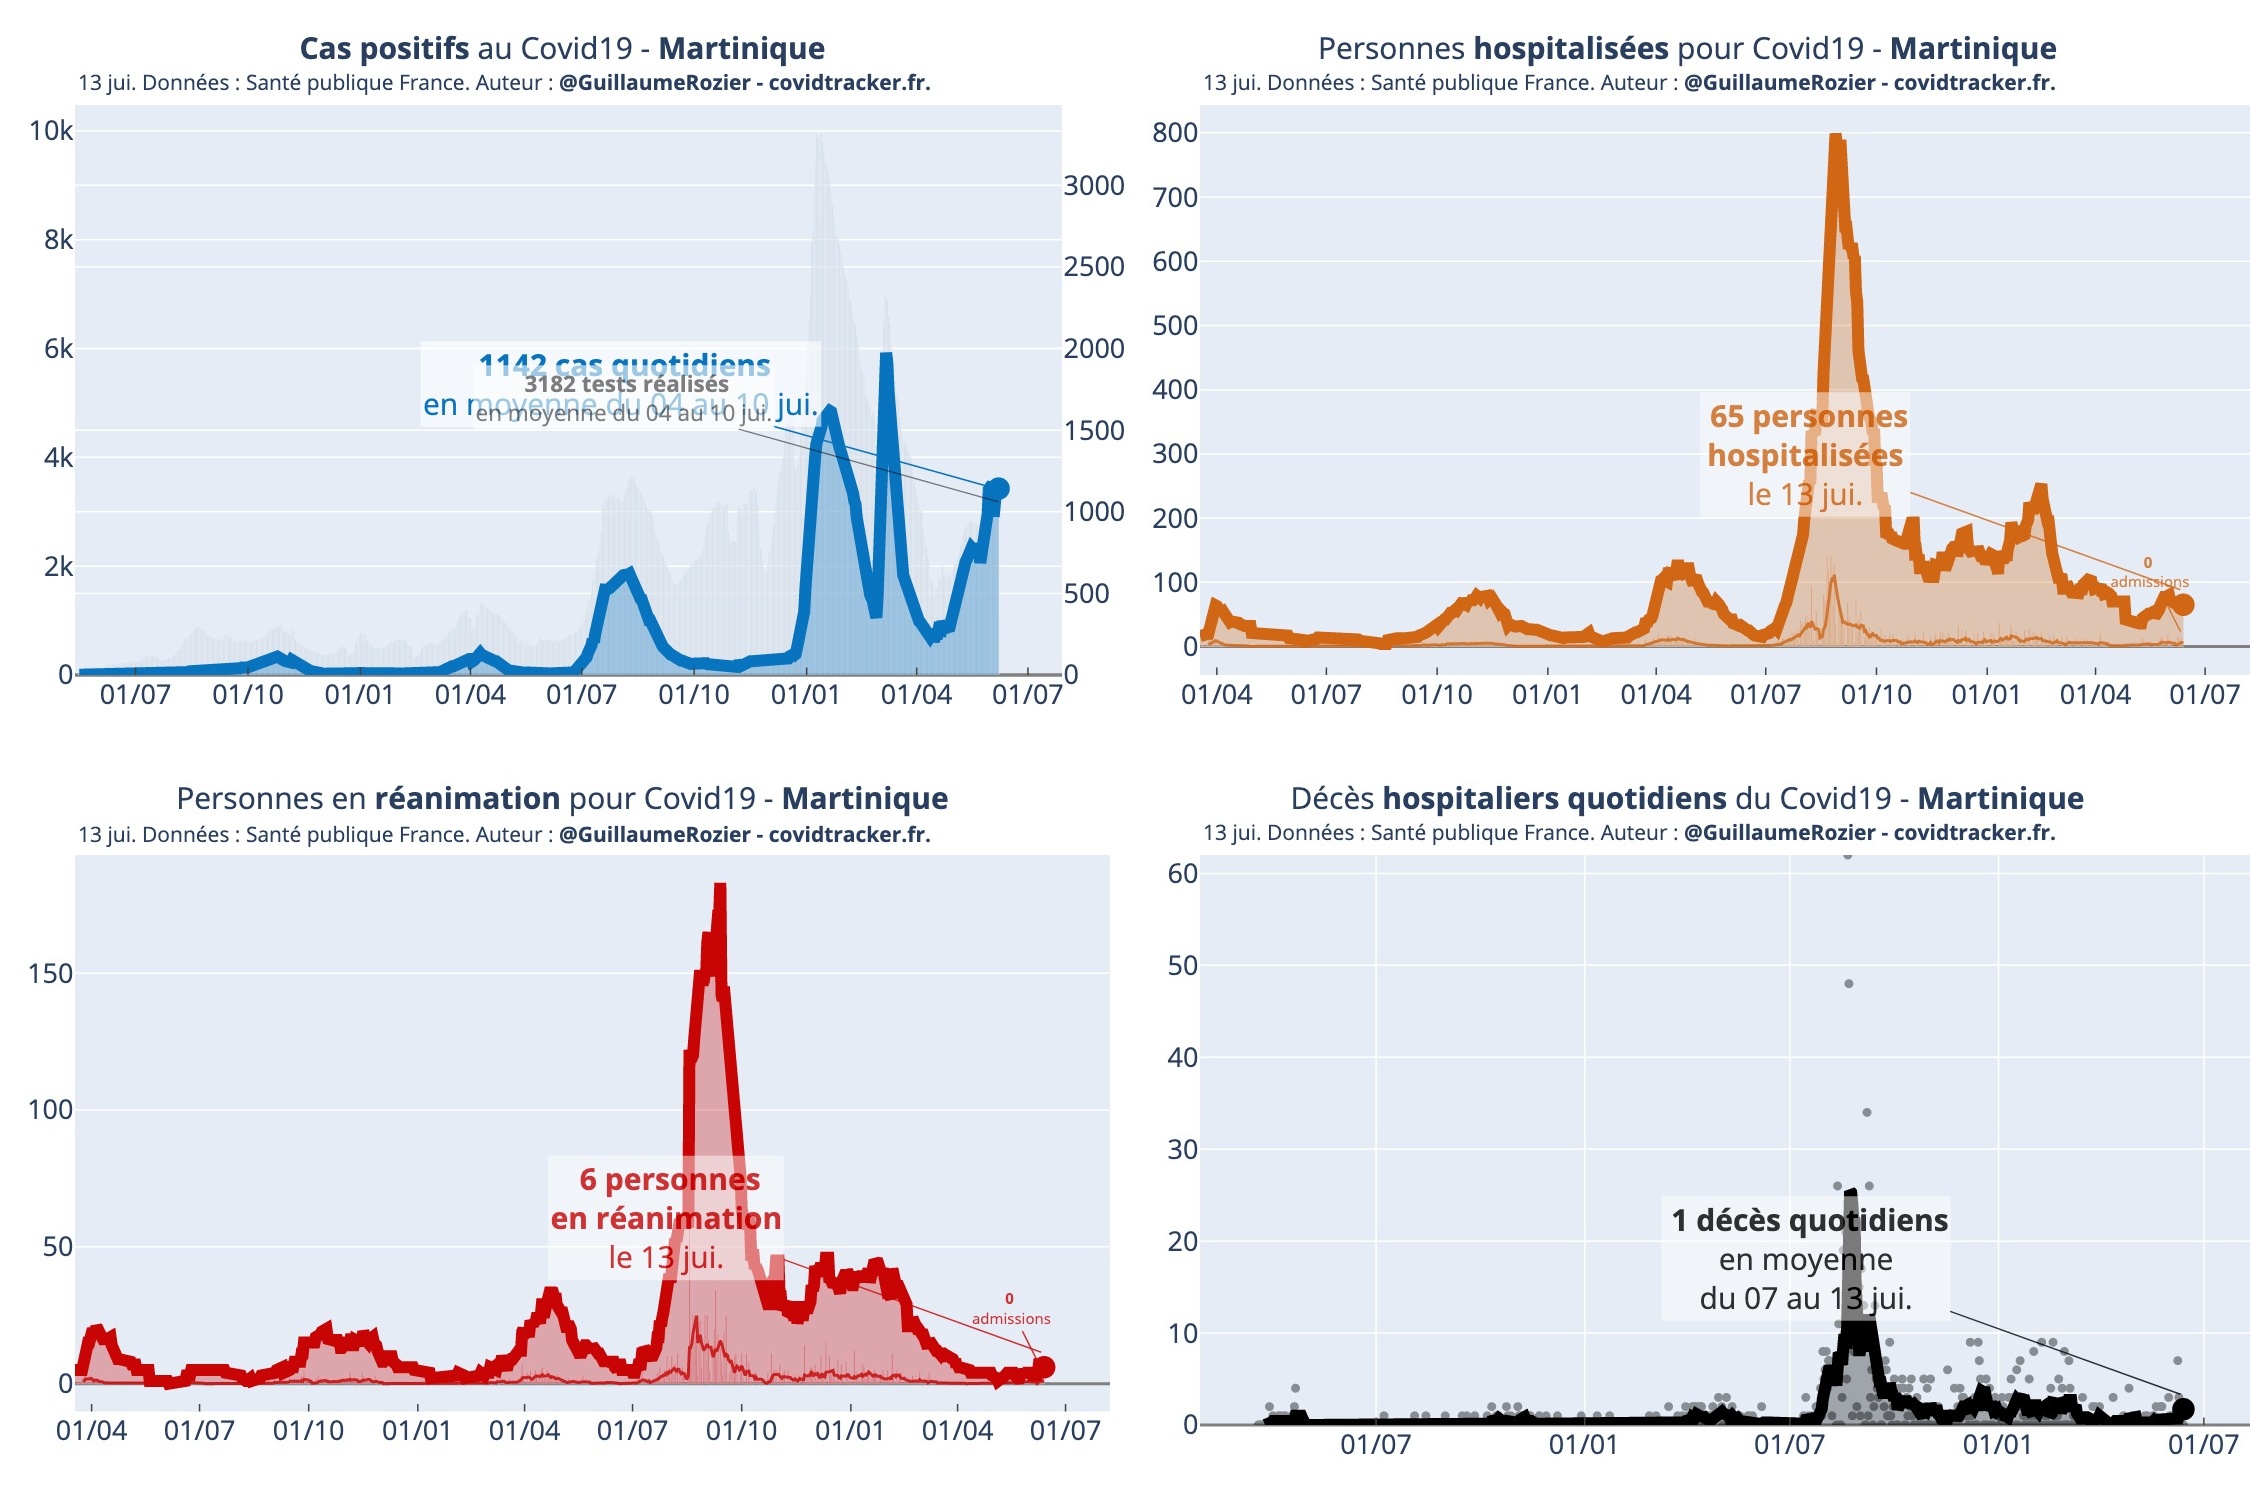 Cas positifs au Covid19 - Martinique
13 jui. Données : Santé publique France. Auteur : @GuillaumeRozier - covidtracker.fr.
10k
8k
6k
4k
2k
0
3000
2500
2000
1500
1000
500
0
1142 cas quotidiens
en moyenne du 04 au 10 jui.
3182 tests réalisés
en moyenne du 04 au 10 jui.
01/07 01/10 01/01 01/04 01/07 01/10 01/01 01/04 01/07
Personnes hospitalisées pour Covid19 - Martinique
13 jui. Données : Santé publique France. Auteur : @GuillaumeRozier - covidtracker.fr.
800
700
600
500
400
300
200
100
0
65 personnes
hospitalisées
le 13 jui.
0
admissions
01/04 01/07 01/10 01/01 01/04 01/07 01/10 01/01 01/04 01/07
Personnes en réanimation pour Covid19 - Martinique
13 jui. Données : Santé publique France. Auteur : @GuillaumeRozier - covidtracker.fr.
150
100
50
0
6 personnes
en réanimation
le 13 jui.
0
admissions
01/04 01/07 01/10 01/01 01/04 01/07 01/10 01/01 01/04 01/07
Décès hospitaliers quotidiens du Covid19 - Martinique
13 jui. Données : Santé publique France. Auteur : @GuillaumeRozier - covidtracker.fr.
60
50
40
30
20
10
0
1 décès quotidiens
en moyenne
du 07 au 13 jui.
01/07 01/01 01/07 01/01 01/07